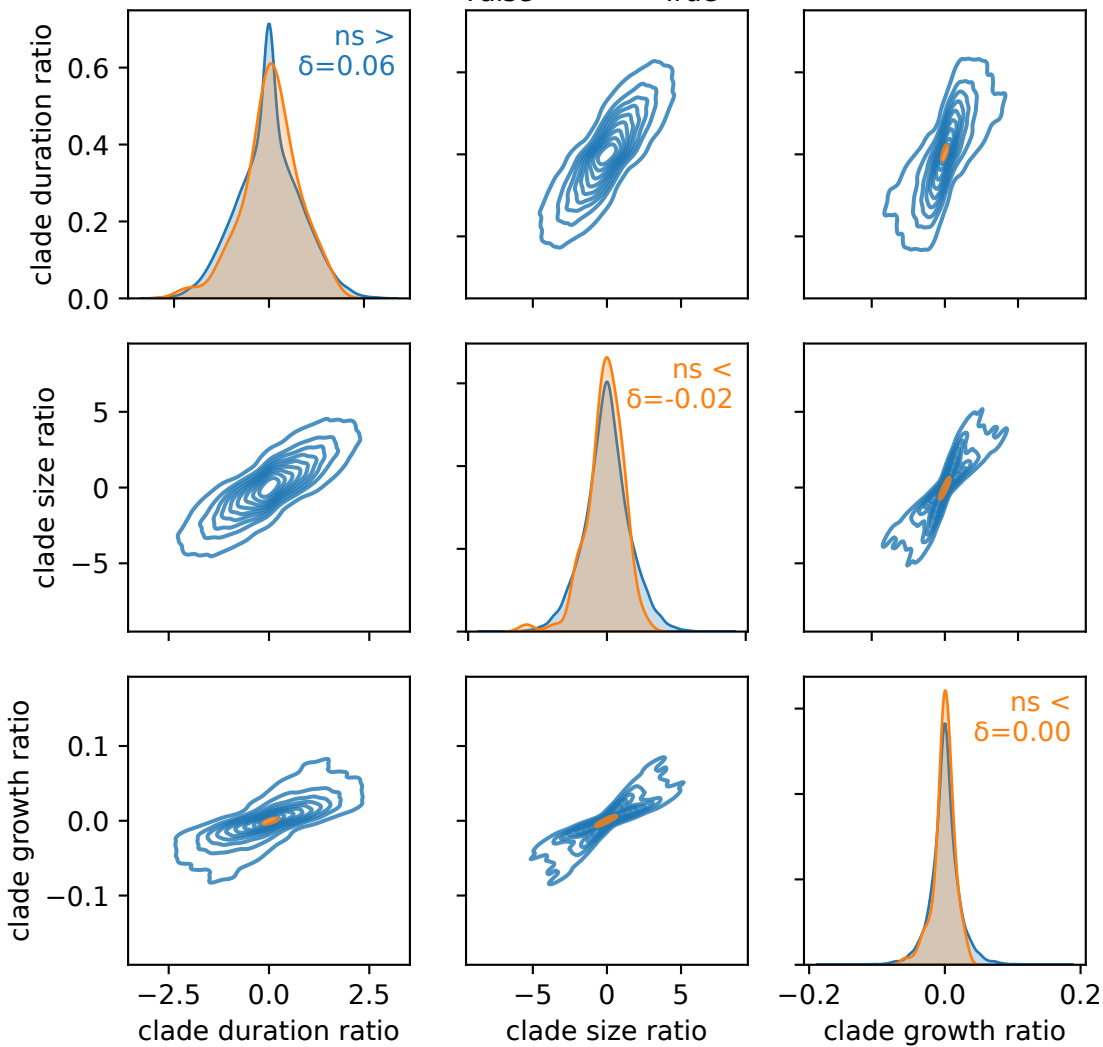 ns >
δ=0.06
clade duration ratio
0.6
0.4
0.2
0.0
ns <
δ=-0.02
clade size ratio
5
0
−5
ns <
δ=0.00
clade growth ratio
0.1
0.0
−0.1
−2.5 0.0 2.5
−5 0 5
−0.2 0.0 0.2
clade duration ratio
clade size ratio
clade growth ratio